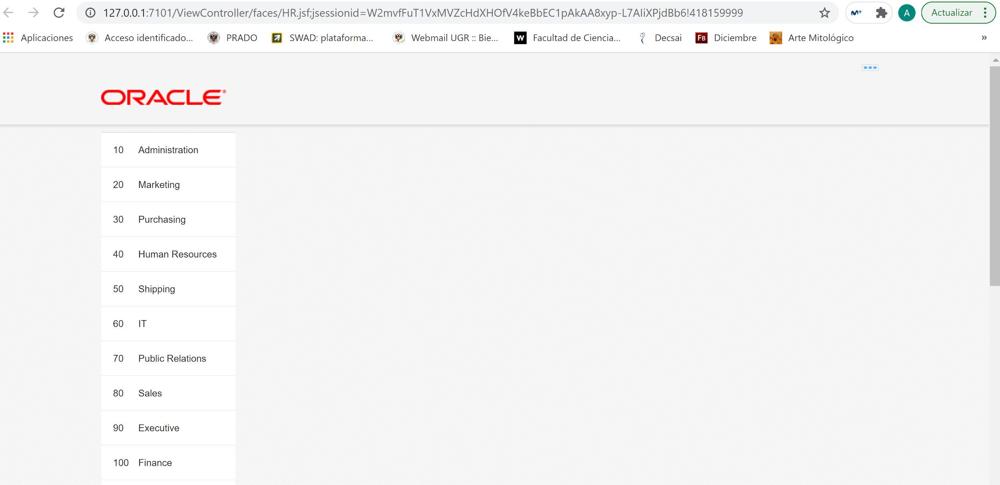 127.0.0.1:7101/ViewController/faces/HR.jsf;jsessionid=W2mvfFuT1VxMVZcHdXHOfV4keBbEC1pAkAA8xyp-L7AIiXPjdBb6!418159999 M+ A Actualizar
Aplicaciones Acceso identificado... PRADO SWAD: plataforma... Webmail UGR :: Bie... W Facultad de Ciencia... Decsai FB Diciembre Arte Mitológico »
ORACLE®
10 Administration
20 Marketing
30 Purchasing
40 Human Resources
50 Shipping
60 IT
70 Public Relations
80 Sales
90 Executive
100 Finance